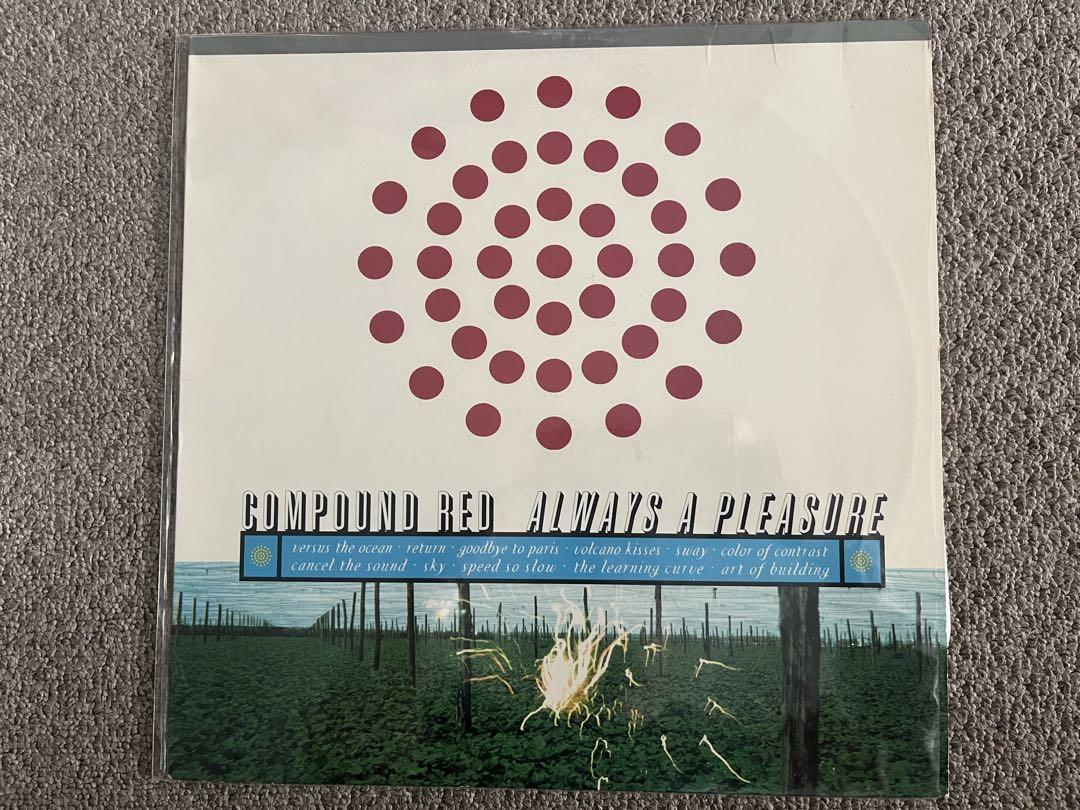 COMPOUND RED ALWAYS A PLEASURE
versus the ocean · return · goodbye to paris · volcano kisses · sway · color of contrast
cancel the sound · sky · speed so slow · the learning curve · art of building